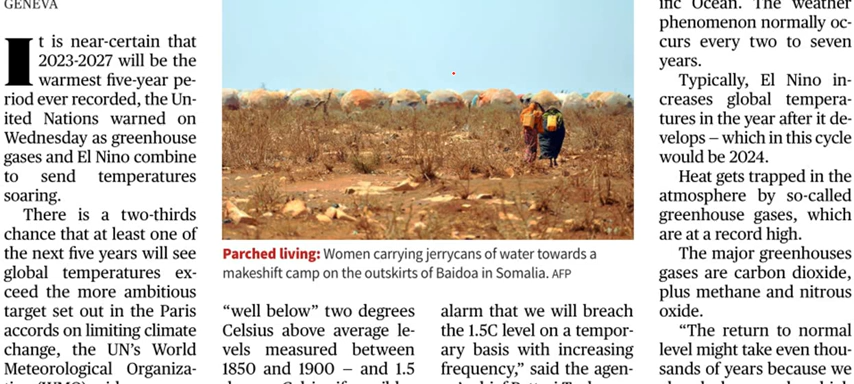 GENEVA
It is near-certain that
2023-2027 will be the
warmest five-year pe-
riod ever recorded, the Un-
ited Nations warned on
Wednesday as greenhouse
gases and El Nino combine
to send temperatures
soaring.
There is a two-thirds
chance that at least one of
the next five years will see
global temperatures ex-
ceed the more ambitious
target set out in the Paris
accords on limiting climate
change, the UN's World
Meteorological Organiza-
Parched living: Women carrying jerrycans of water towards a
makeshift camp on the outskirts of Baidoa in Somalia. AFP
“well below” two degrees
Celsius above average le-
vels measured between
1850 and 1900 – and 1.5
alarm that we will breach
the 1.5C level on a tempor-
ary basis with increasing
frequency,” said the agen-
ific Ocean. The weather
phenomenon normally oc-
curs every two to seven
years.
Typically, El Nino in-
creases global tempera-
tures in the year after it de-
velops – which in this cycle
would be 2024.
Heat gets trapped in the
atmosphere by so-called
greenhouse gases, which
are at a record high.
The major greenhouses
gases are carbon dioxide,
plus methane and nitrous
oxide.
“The return to normal
level might take even thou-
sands of years because we